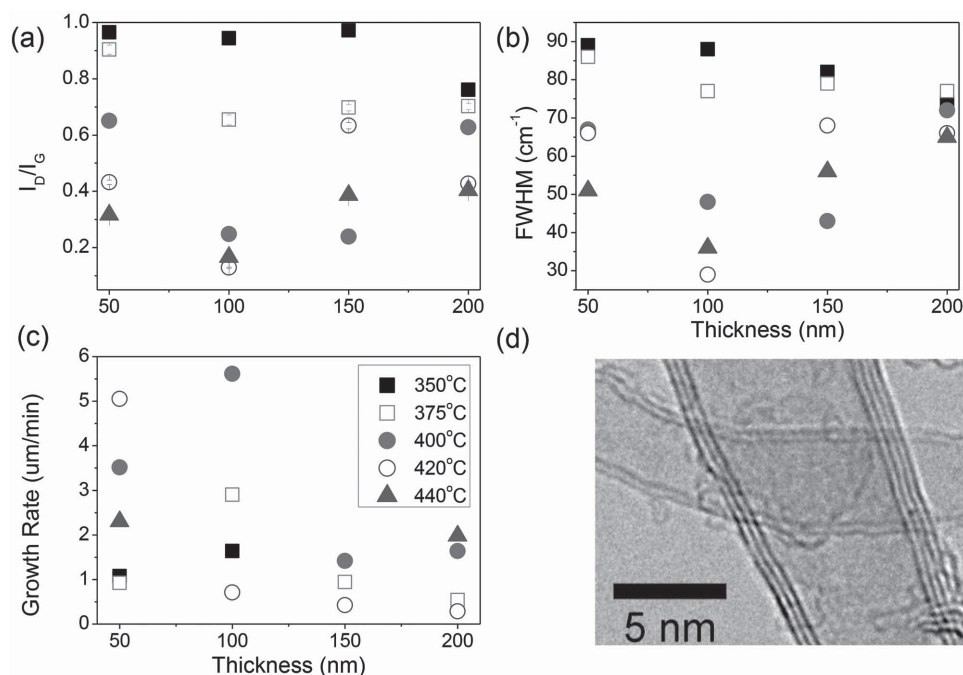 (a)
1.0
0.8
0.6
0.4
0.2
I_D/I_G
50
100
150
200
(b)
90
80
70
60
50
40
30
FWHM (cm⁻¹)
50
100
150
200
Thickness (nm)
(c)
6
5
4
3
2
1
0
Growth Rate (um/min)
350°C
375°C
400°C
420°C
440°C
50
100
150
200
Thickness (nm)
(d)
5 nm